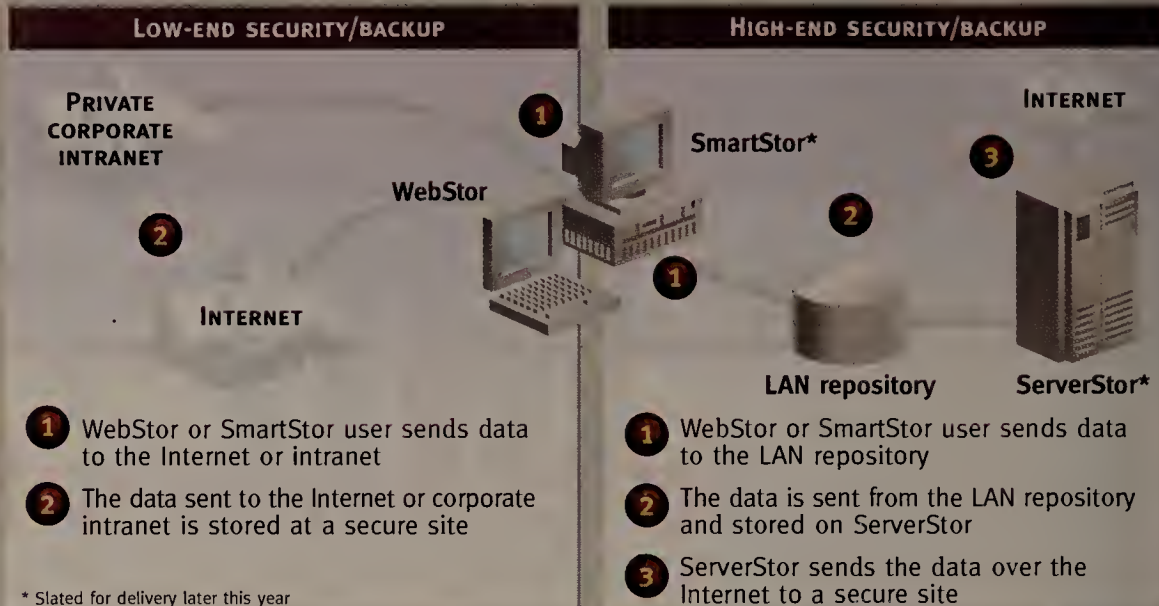 LOW-END SECURITY/BACKUP
PRIVATE
CORPORATE
INTRANET
1
SmartStor*
WebStor
2
INTERNET
1
1 WebStor or SmartStor user sends data
to the Internet or intranet
2 The data sent to the Internet or corporate
intranet is stored at a secure site
* Slated for delivery later this year
HIGH-END SECURITY/BACKUP
INTERNET
3
2
LAN repository
ServerStor*
1 WebStor or SmartStor user sends data
to the LAN repository
2 The data is sent from the LAN repository
and stored on ServerStor
3 ServerStor sends the data over the
Internet to a secure site